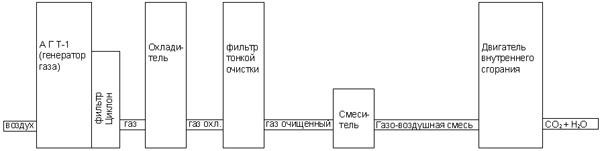 воздух
А Г Т-1
(генератор
газа)
фильтр
Циклон
газ
Охлади-
тель
газ охл.
фильтр
тонкой
очистки
газ очищенный
Смеси-
тель
Газо-воздушная смесь
Двигатель
внутреннего
сгорания
CO₂ + H₂O